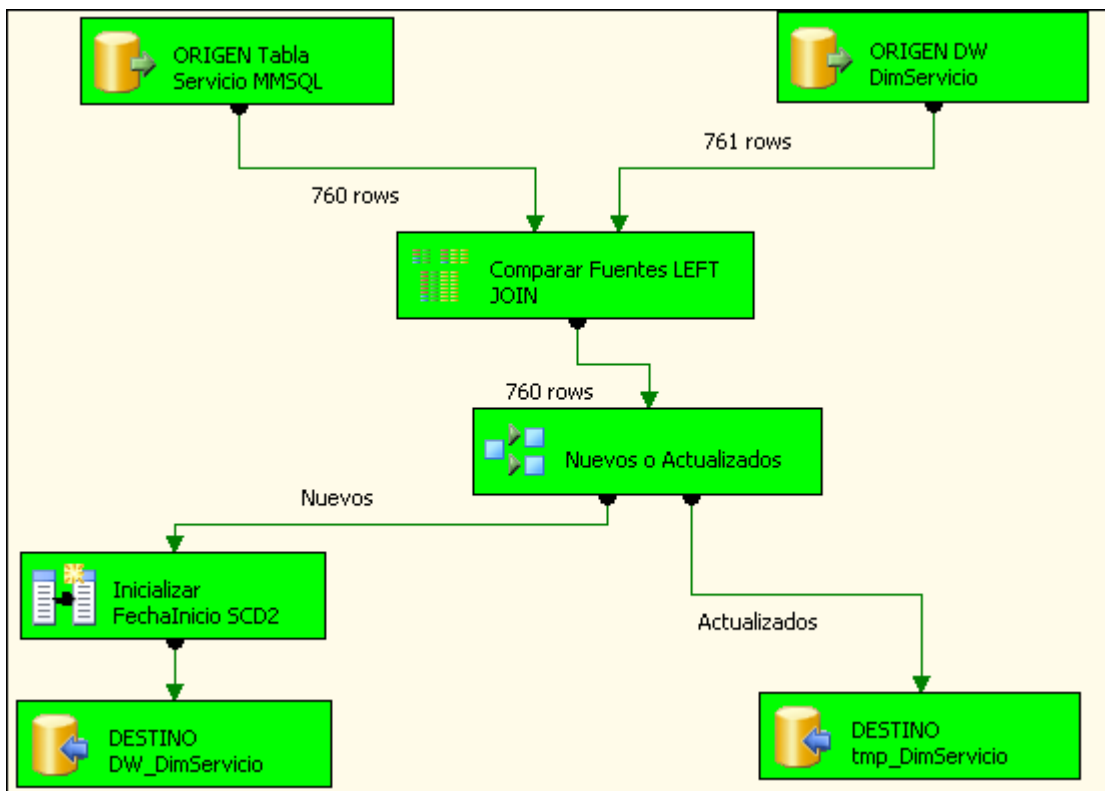 ORIGEN Tabla
Servicio MMSQL
ORIGEN DW
DimServicio
761 rows
760 rows
Comparar Fuentes LEFT
JOIN
760 rows
Nuevos o Actualizados
Nuevos
Inicializar
FechaInicio SCD2
Actualizados
DESTINO
DW_DimServicio
DESTINO
tmp_DimServicio